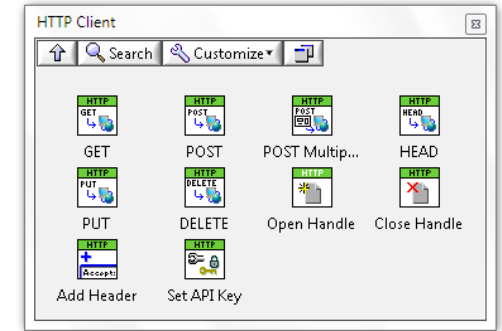 HTTP Client
Search Customize
HTTP HTTP HTTP HTTP
GET POST POST HEAD
GET POST POST Multip... HEAD
HTTP HTTP HTTP HTTP
PUT DELETE
PUT DELETE Open Handle Close Handle
HTTP HTTP
Accept:
Add Header Set API Key